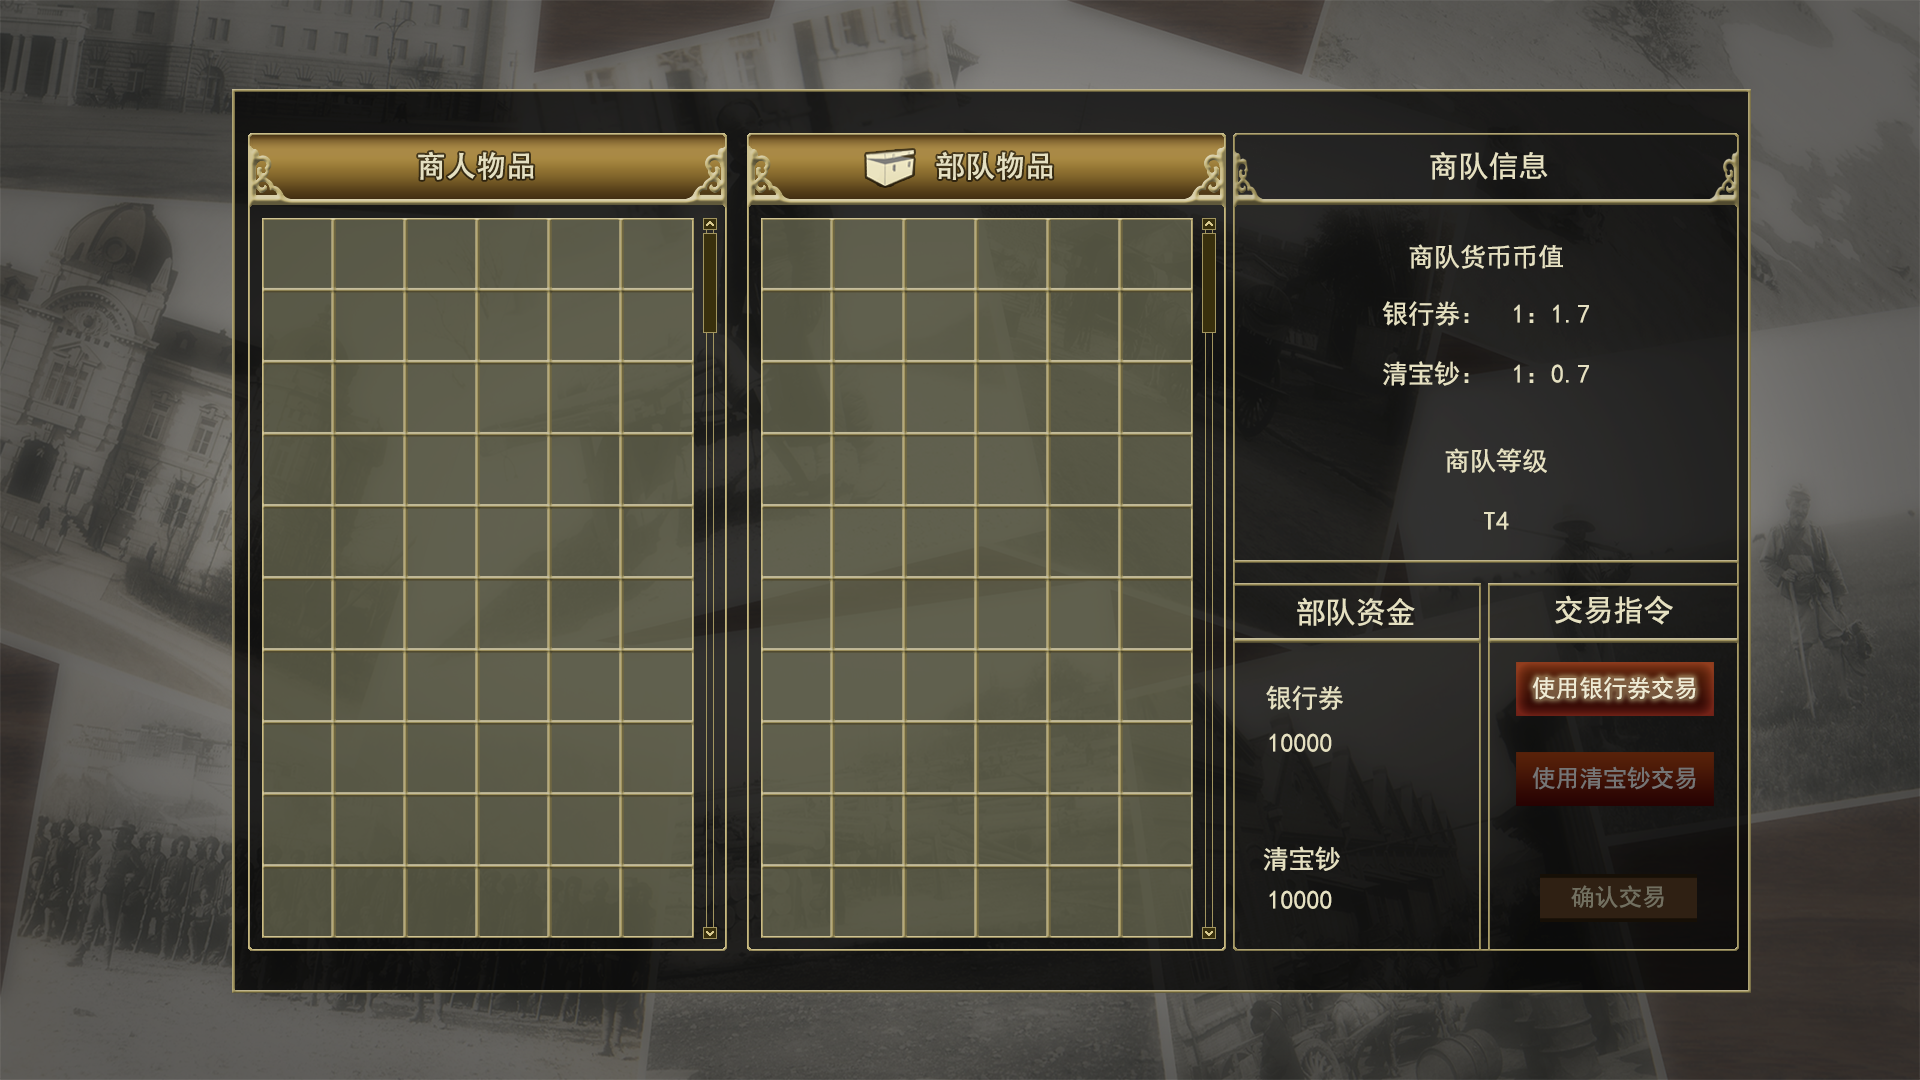 商人物品
部队物品
商队信息
商队货币币值
银行券： 1：1.7
清宝钞： 1：0.7
商队等级
T4
部队资金
银行券
10000
清宝钞
10000
交易指令
使用银行券交易
使用清宝钞交易
确认交易